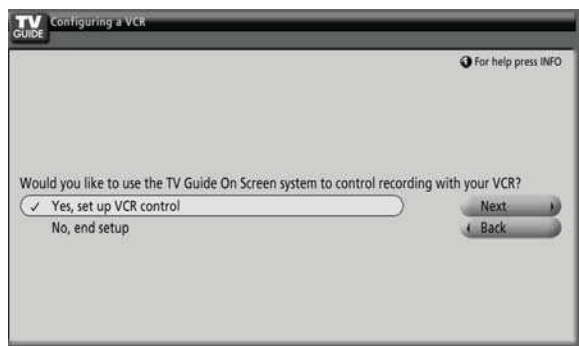 TV
GUIDE
Configuring a VCR
For help press INFO
Would you like to use the TV Guide On Screen system to control recording with your VCR?
✓ Yes, set up VCR control
No, end setup
Next
Back